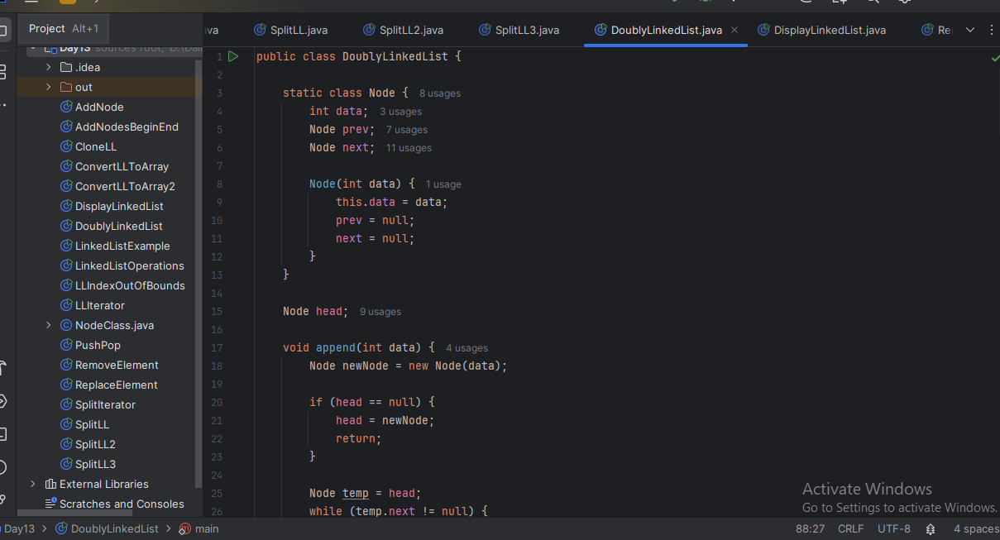 Project Alt+1
va
SplitLL.java
SplitLL2.java
SplitLL3.java
DoublyLinkedList.java
DisplayLinkedList.java
Re
Day13 sources root,
.idea
out
AddNode
AddNodesBeginEnd
CloneLL
ConvertLLToArray
ConvertLLToArray2
DisplayLinkedList
DoublyLinkedList
LinkedListExample
LinkedListOperations
LLIndexOutOfBounds
LLIterator
NodeClass.java
PushPop
RemoveElement
ReplaceElement
SplitIterator
SplitLL
SplitLL2
SplitLL3
External Libraries
Scratches and Consoles
1 public class DoublyLinkedList {
2
3 static class Node { 8 usages
4 int data; 3 usages
5 Node prev; 7 usages
6 Node next; 11 usages
7
8 Node(int data) { 1 usage
9 this.data = data;
10 prev = null;
11 next = null;
12 }
13 }
14
15 Node head; 9 usages
16
17 void append(int data) { 4 usages
18 Node newNode = new Node(data);
19
20 if (head == null) {
21 head = newNode;
22 return;
23 }
24
25 Node temp = head;
26 while (temp.next != null) {
Activate Windows
Go to Settings to activate Windows.
Day13 > DoublyLinkedList > main
88:27 CRLF UTF-8 4 spaces